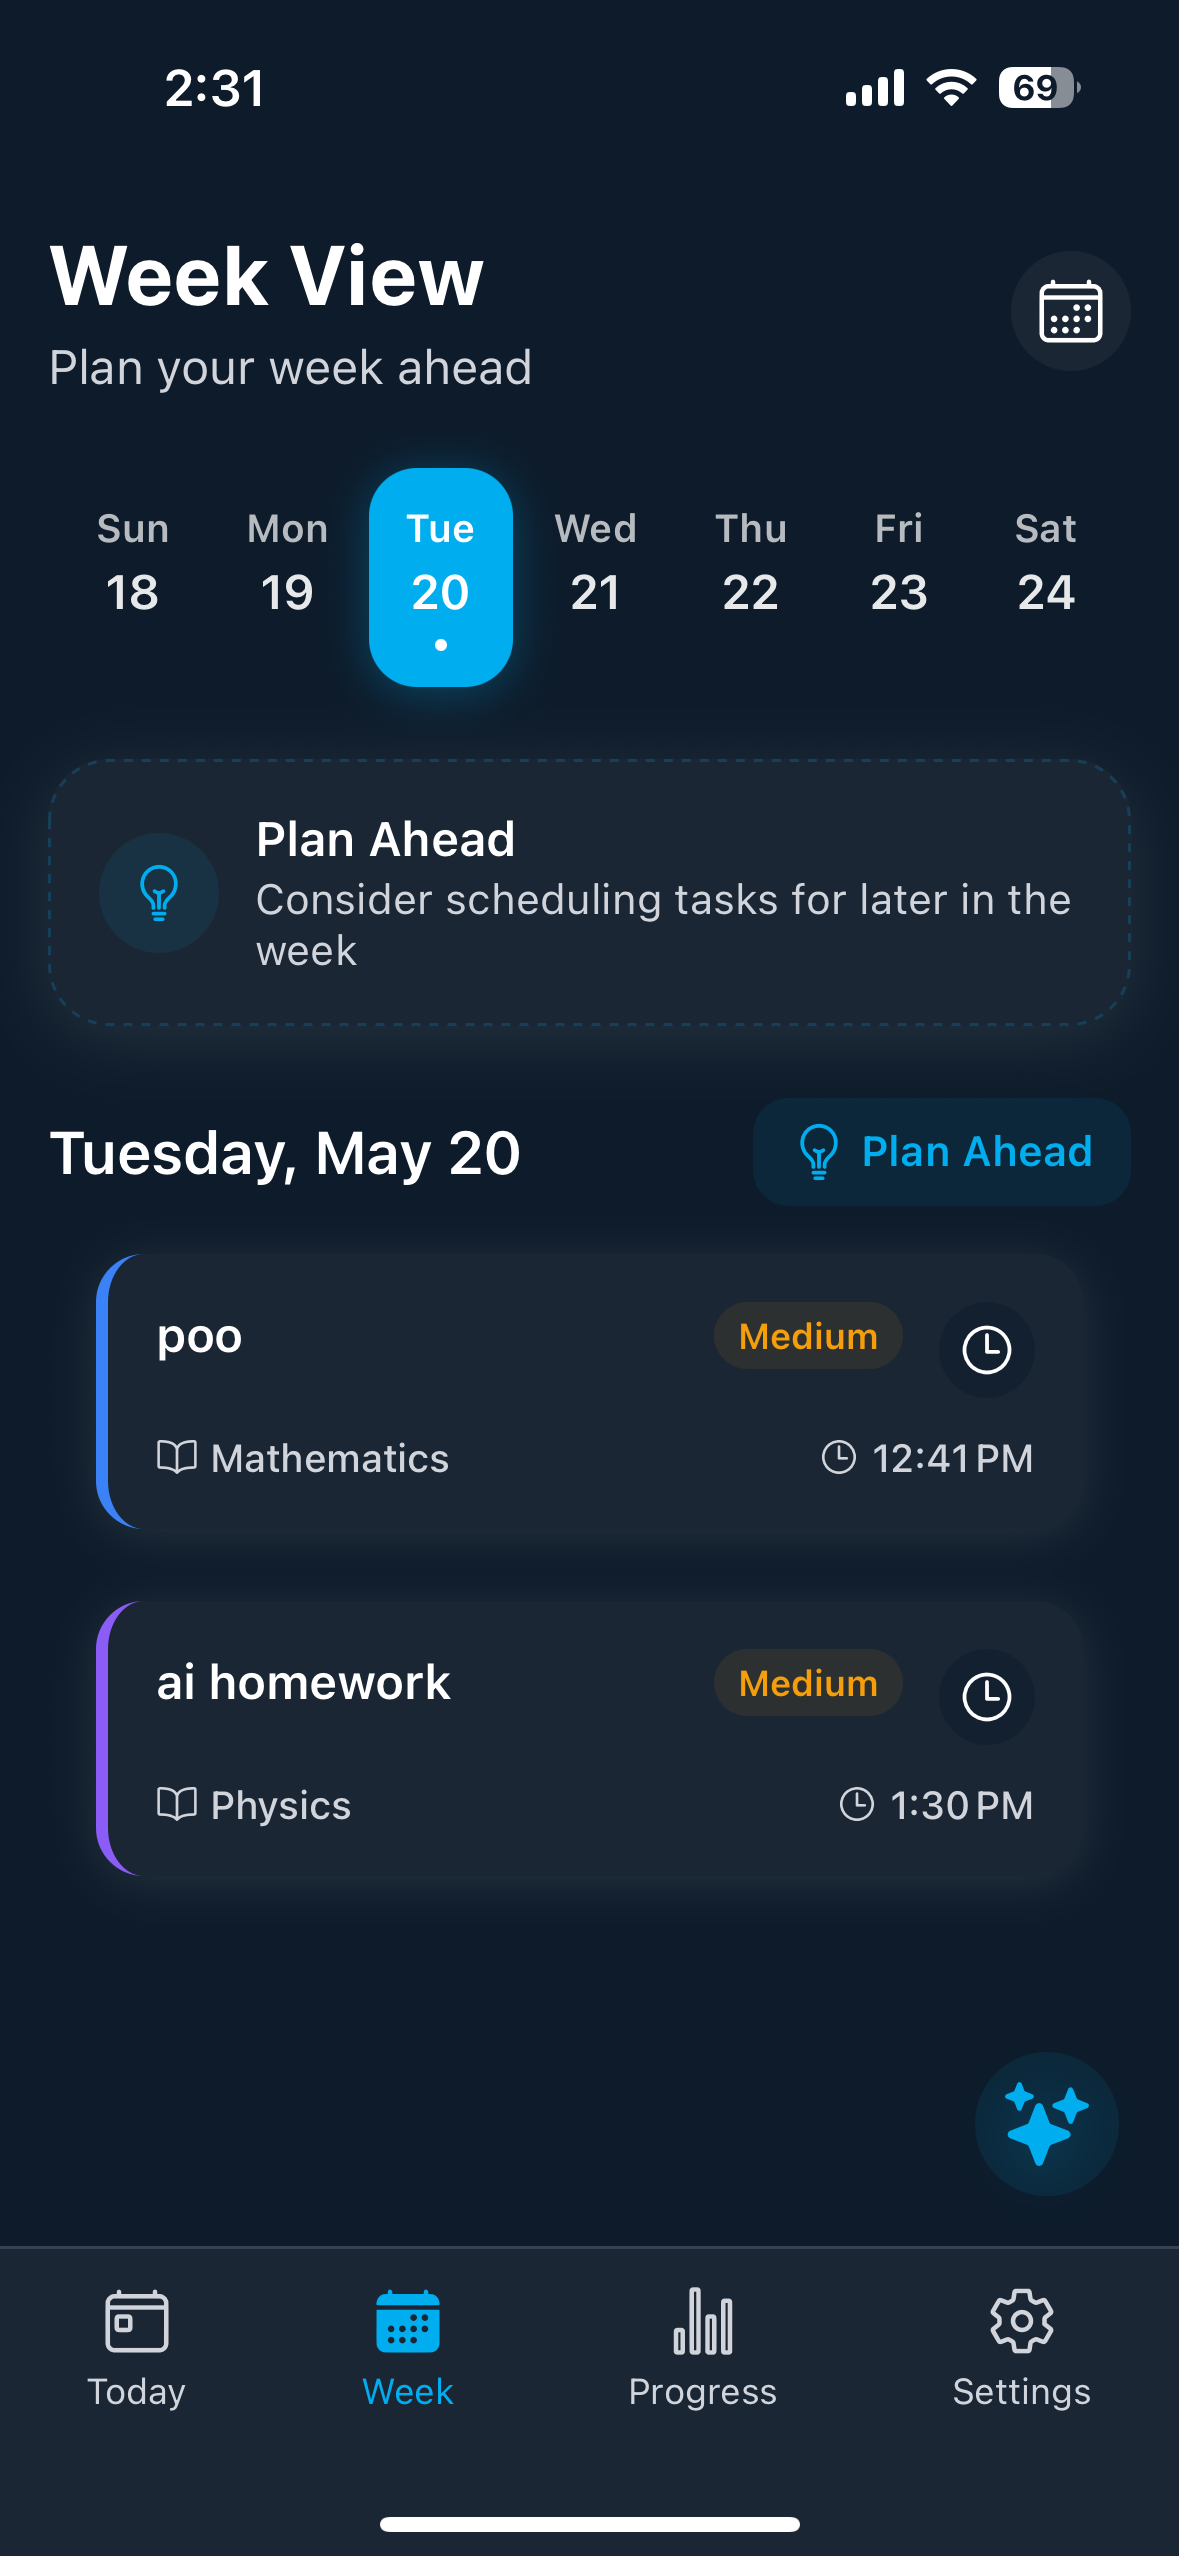 2:31
69
Week View
Plan your week ahead
Sun Mon Tue Wed Thu Fri Sat
18 19 20 21 22 23 24
Plan Ahead
Consider scheduling tasks for later in the
week
Tuesday, May 20
Plan Ahead
poo
Medium
Mathematics
12:41 PM
ai homework
Medium
Physics
1:30 PM
Today Week Progress Settings